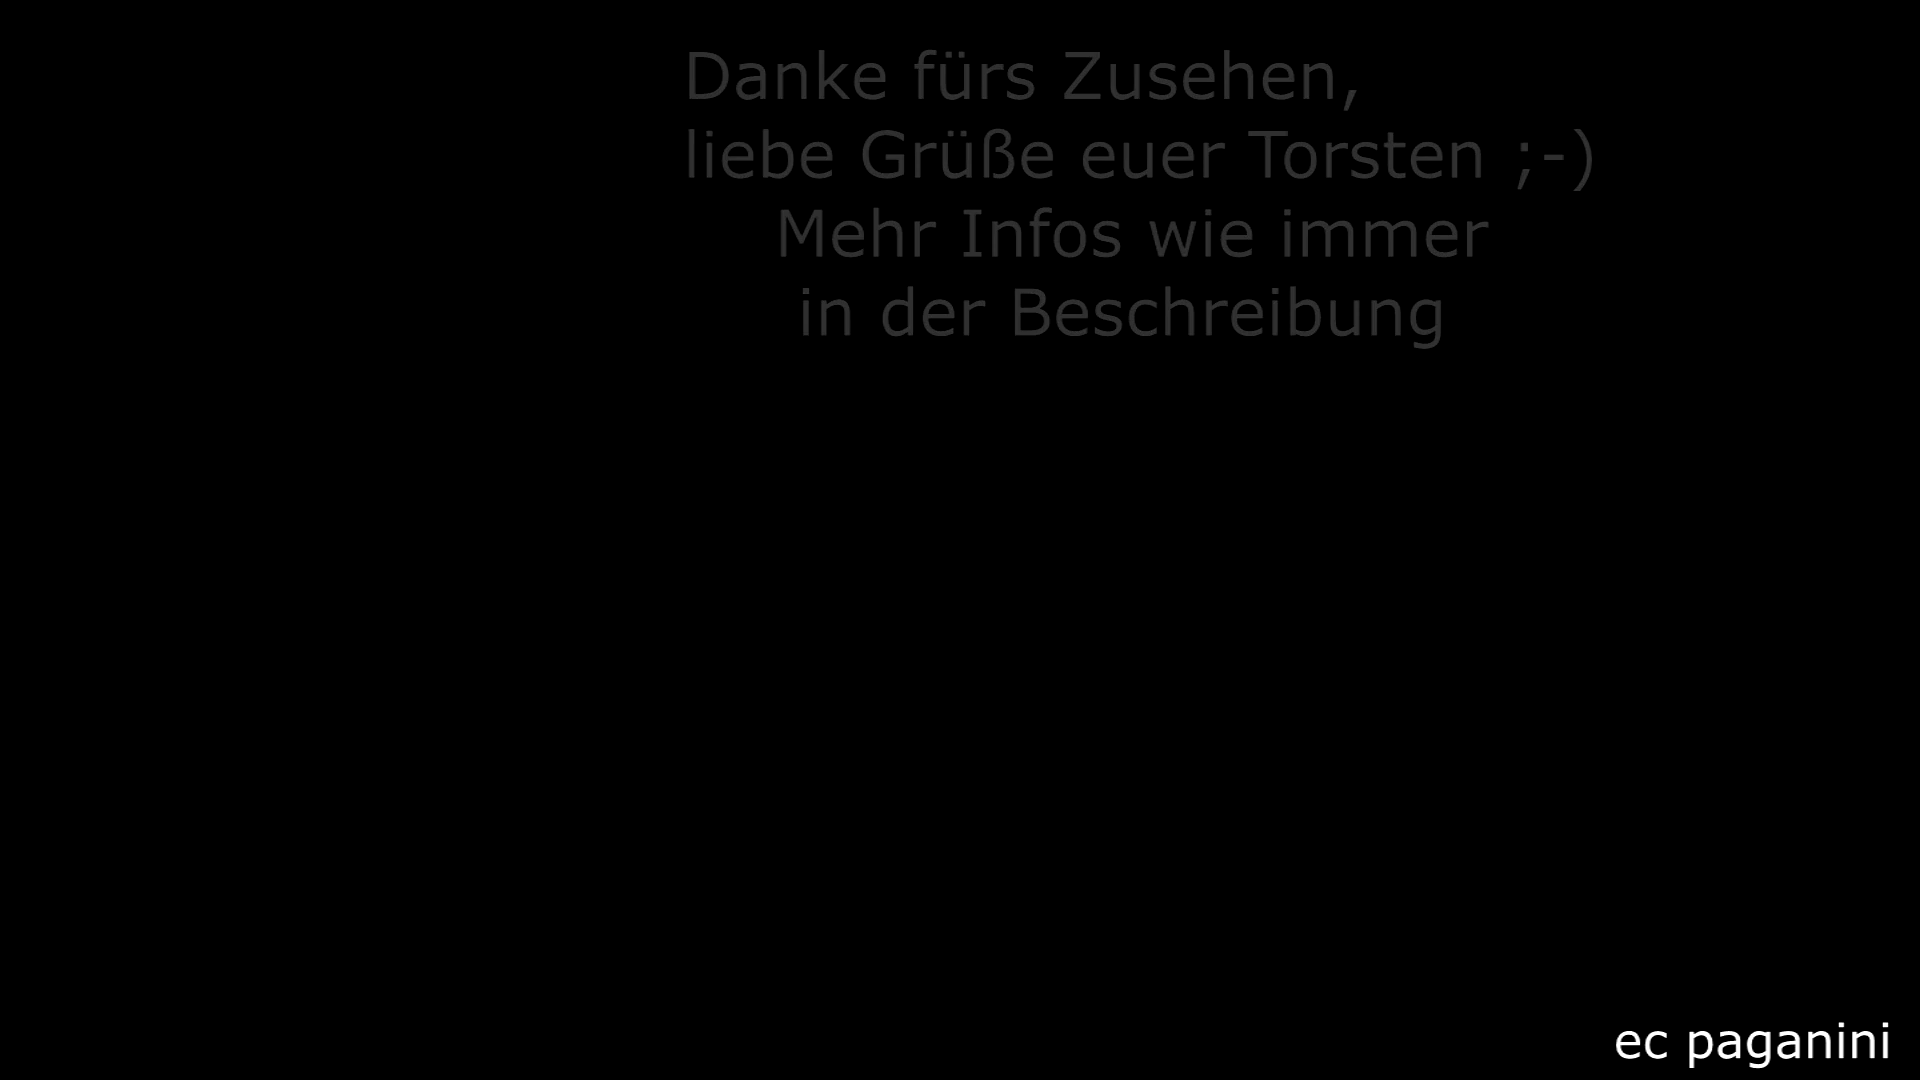 Danke fürs Zusehen,
liebe Grüße euer Torsten ;-)
Mehr Infos wie immer
in der Beschreibung
ec paganini